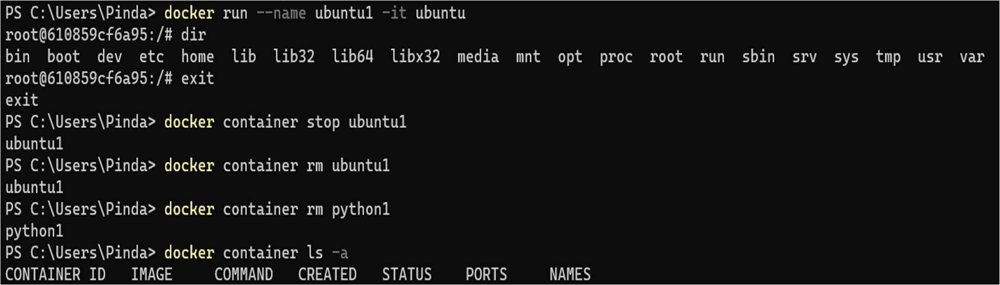 PS C:\Users\Pinda> docker run --name ubuntu1 -it ubuntu
root@610859cf6a95:/# dir
bin  boot  dev  etc  home  lib  lib32  lib64  libx32  media  mnt  opt  proc  root  run  sbin  srv  sys  tmp  usr  var
root@610859cf6a95:/# exit
exit
PS C:\Users\Pinda> docker container stop ubuntu1
ubuntu1
PS C:\Users\Pinda> docker container rm ubuntu1
ubuntu1
PS C:\Users\Pinda> docker container rm python1
python1
PS C:\Users\Pinda> docker container ls -a
CONTAINER ID   IMAGE     COMMAND   CREATED   STATUS    PORTS     NAMES